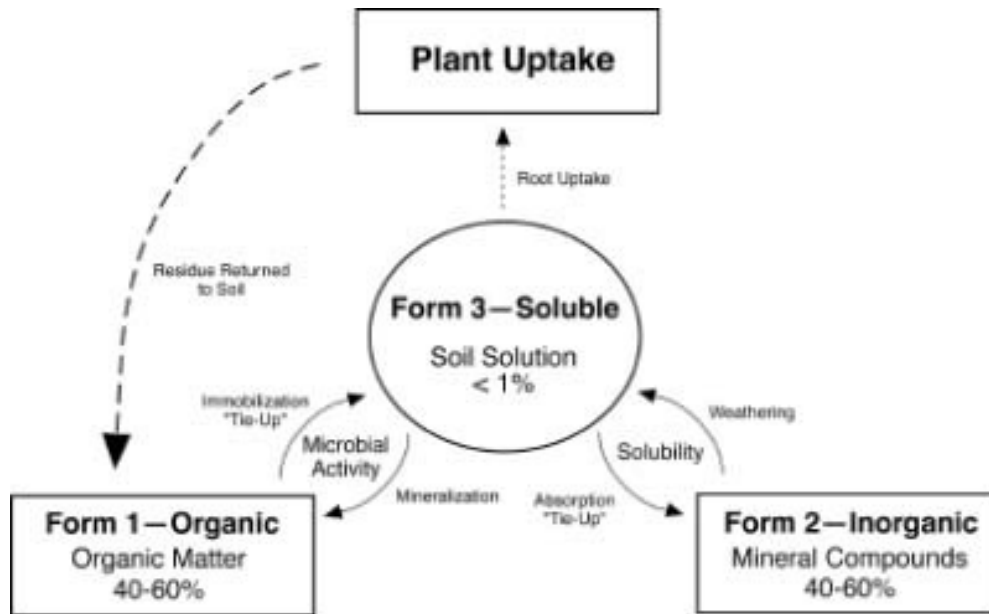 Plant Uptake
Root Uptake
Residue Returned
to Soil
Form 3—Soluble
Soil Solution
< 1%
Immobilization
"Tie-Up"
Microbial
Activity
Mineralization
Weathering
Solubility
Absorption
"Tie-Up"
Form 1—Organic
Organic Matter
40-60%
Form 2—Inorganic
Mineral Compounds
40-60%